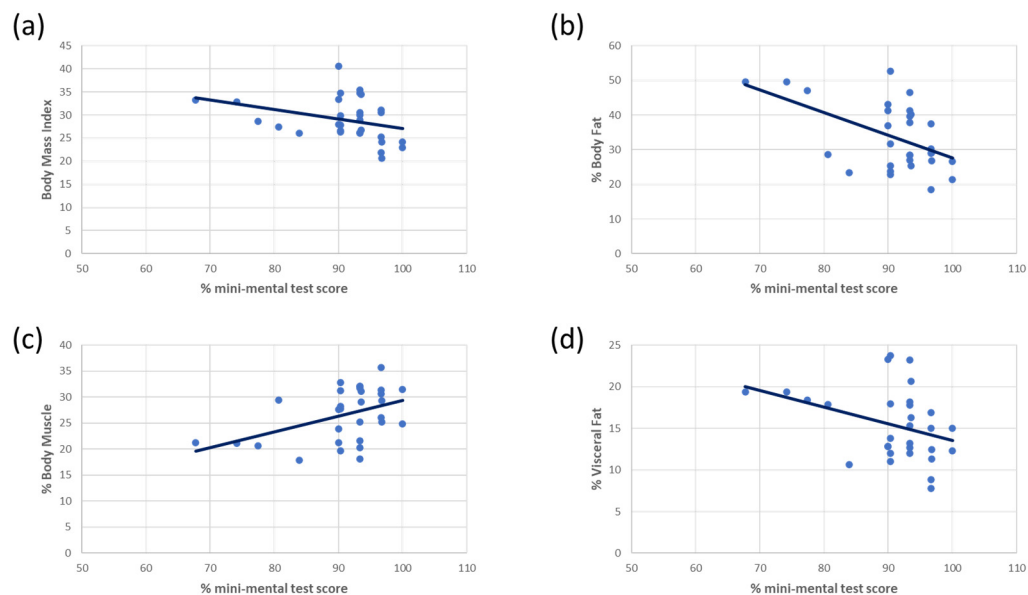 (a)
45
40
35
30
25
20
15
10
5
0
50 60 70 80 90 100 110
Body Mass Index
% mini-mental test score
(b)
60
50
40
30
20
10
0
50 60 70 80 90 100 110
% Body Fat
% mini-mental test score
(c)
40
35
30
25
20
15
10
5
0
50 60 70 80 90 100 110
% Body Muscle
% mini-mental test score
(d)
25
20
15
10
5
0
50 60 70 80 90 100 110
% Visceral Fat
% mini-mental test score